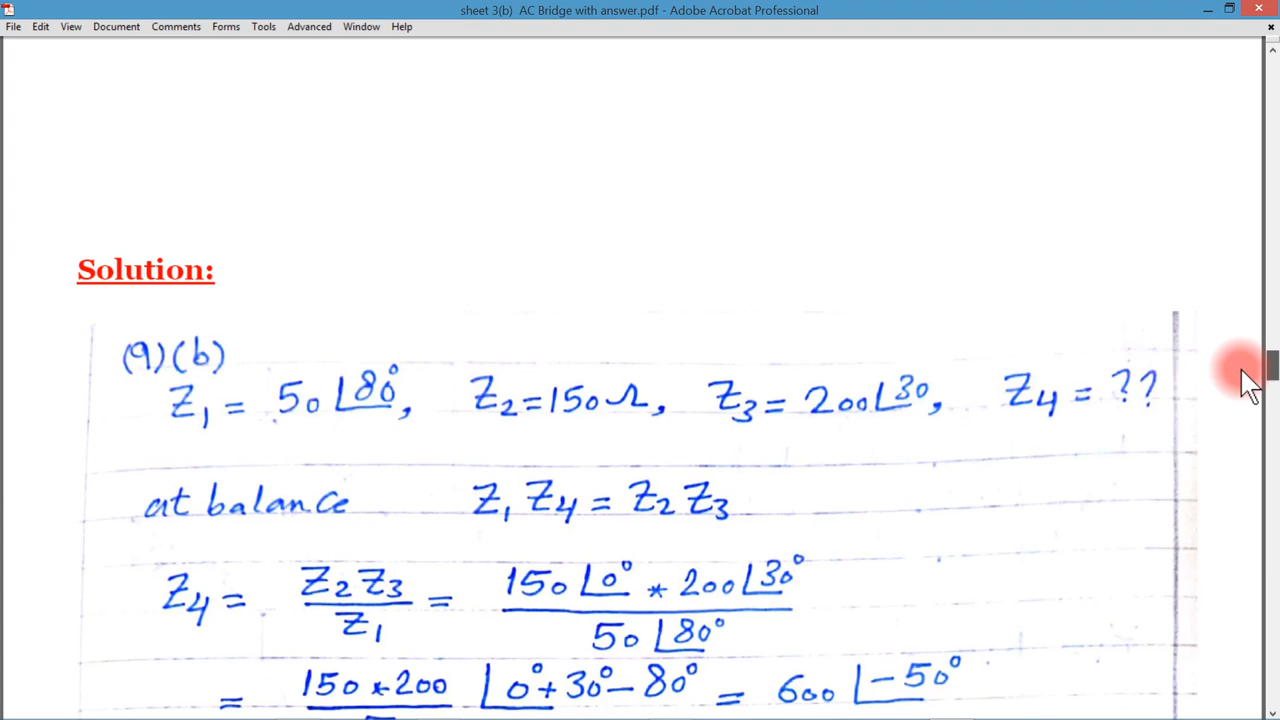 sheet 3(b) AC Bridge with answer.pdf - Adobe Acrobat Professional
File Edit View Document Comments Forms Tools Advanced Window Help
Solution:
(9)(b)
Z₁ = 50∠80°, Z₂=150Ω, Z₃=200∠30, Z₄ = ??
at balance Z₁Z₄=Z₂Z₃
Z₄ = Z₂Z₃ / Z₁ = 150∠0° * 200∠30° / 50∠80°
= 150*200 ∠0°+30°-80° = 600∠-50°